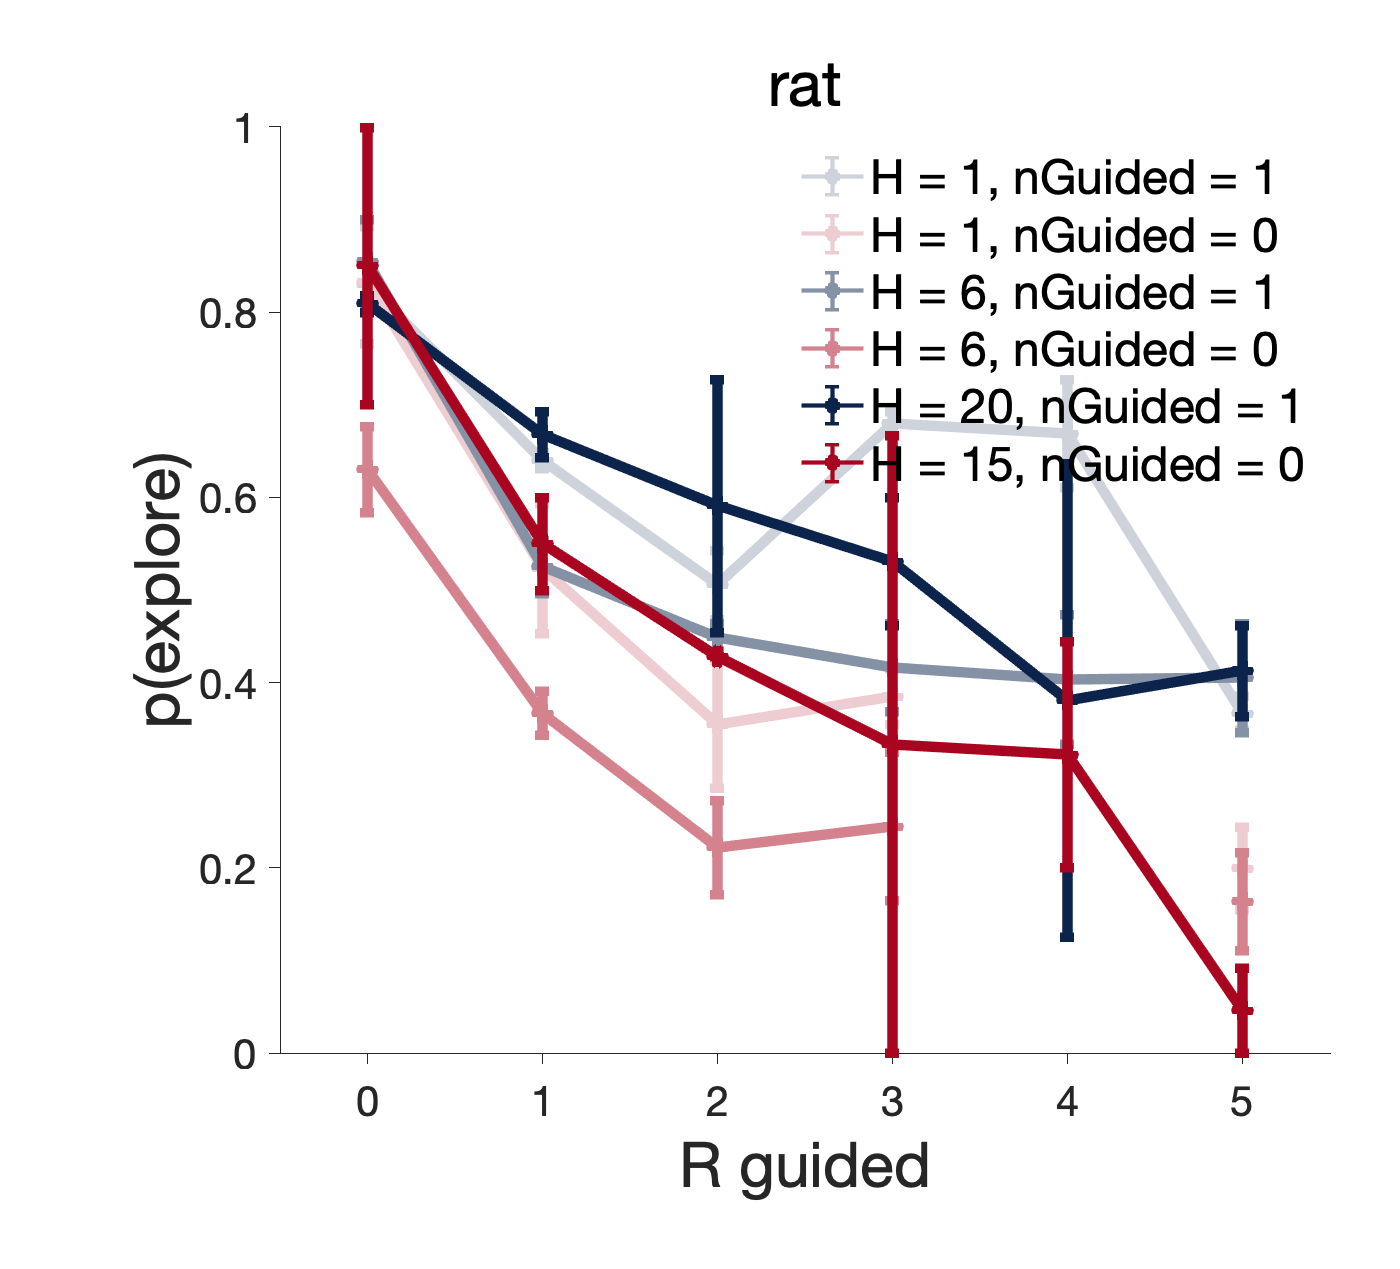 rat
H = 1, nGuided = 1
H = 1, nGuided = 0
H = 6, nGuided = 1
H = 6, nGuided = 0
H = 20, nGuided = 1
H = 15, nGuided = 0
p(explore)
1
0.8
0.6
0.4
0.2
0
0 1 2 3 4 5
R guided